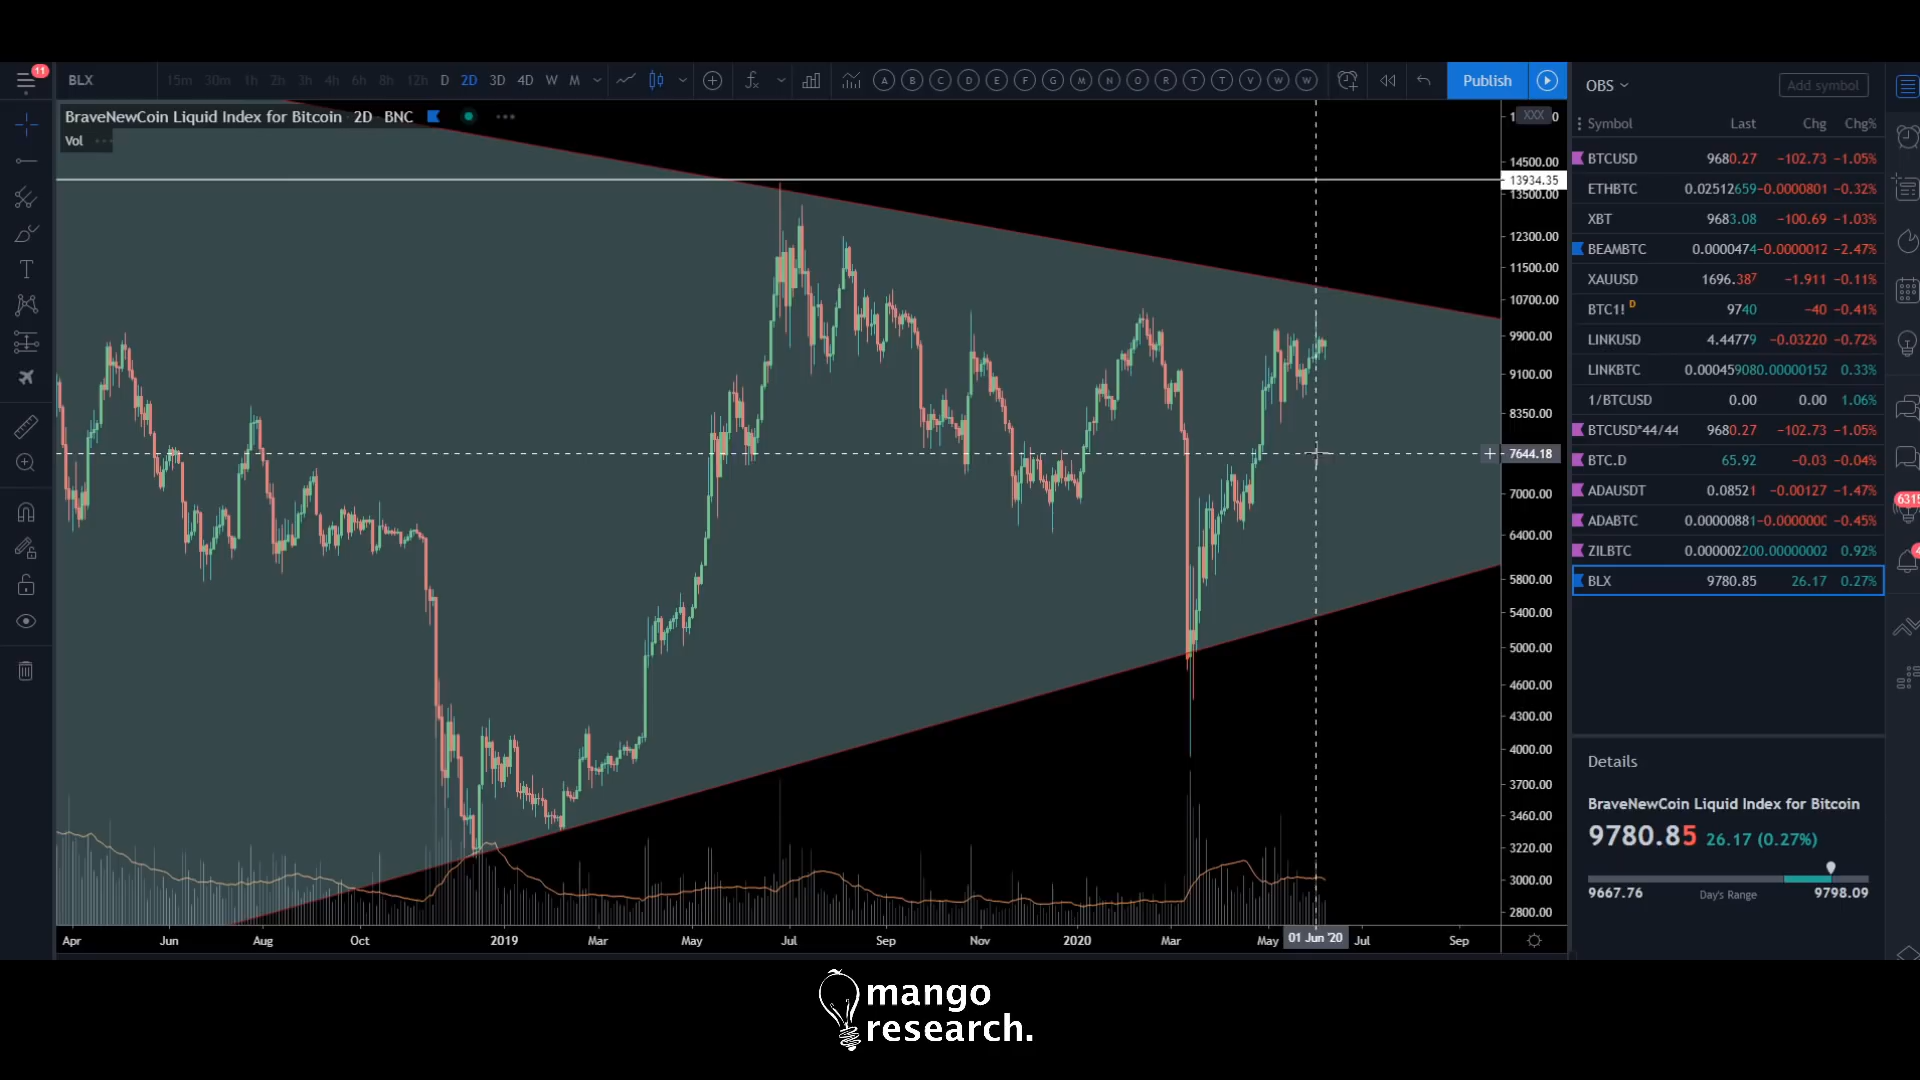 11
BLX
15m 30m 1h 2h 3h 4h 6h 8h 12h D 2D 3D 4D W M
A B C D E F G M N O R T T V W W
Publish
BraveNewCoin Liquid Index for Bitcoin 2D BNC
Vol
XXX
14500.00
13934.35
13500.00
12300.00
11500.00
10700.00
9900.00
9100.00
8350.00
7644.18
7000.00
6400.00
5800.00
5400.00
5000.00
4600.00
4300.00
4000.00
3700.00
3460.00
3220.00
3000.00
2800.00
Apr Jun Aug Oct 2019 Mar May Jul Sep Nov 2020 Mar May 01 Jun '20 Jul Sep
OBS
Add symbol
Symbol Last Chg Chg%
BTCUSD 9680.27 −102.73 −1.05%
ETHBTC 0.02512659 −0.0000801 −0.32%
XBT 9683.08 −100.69 −1.03%
BEAMBTC 0.0000474 −0.0000012 −2.47%
XAUUSD 1696.387 −1.911 −0.11%
BTC1! D 9740 −40 −0.41%
LINKUSD 4.44779 −0.03220 −0.72%
LINKBTC 0.00045908 0.00000152 0.33%
1/BTCUSD 0.00 0.00 1.06%
BTCUSD*44/44 9680.27 −102.73 −1.05%
BTC.D 65.92 −0.03 −0.04%
ADAUSDT 0.08521 −0.00127 −1.47%
ADABTC 0.00000881 −0.0000000 −0.45%
ZILBTC 0.00000220 0.00000002 0.92%
BLX 9780.85 26.17 0.27%
6315
4
Details
BraveNewCoin Liquid Index for Bitcoin
9780.85 26.17 (0.27%)
9667.76 Day's Range 9798.09
mango
research.